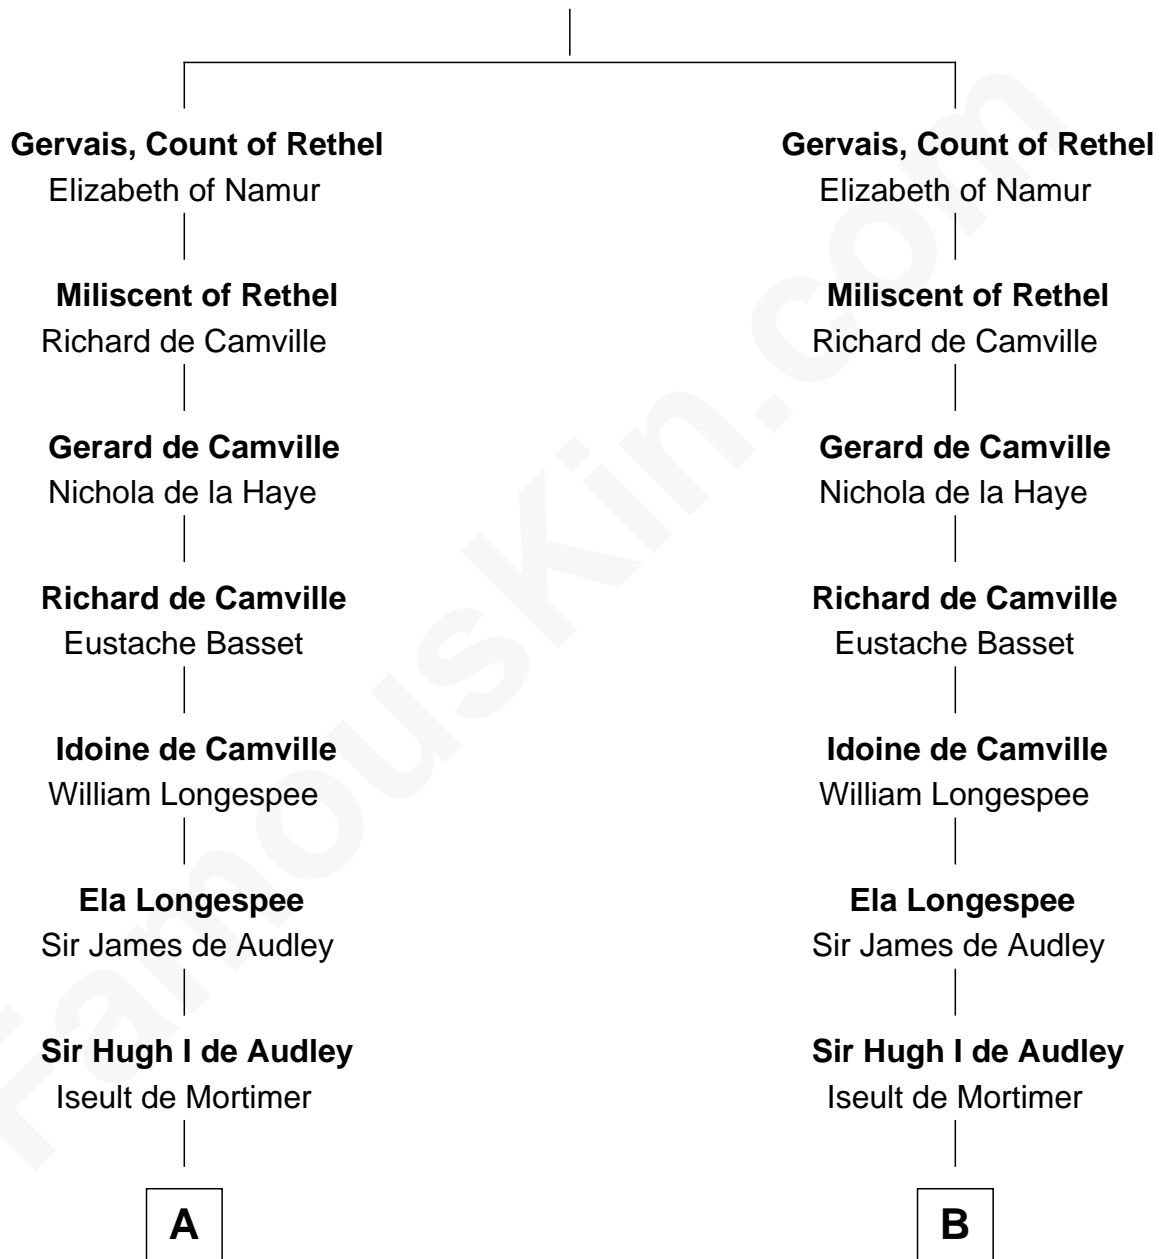 Gervais, Count of Rethel
Elizabeth of Namur
Miliscent of Rethel
Richard de Camville
Gerard de Camville
Nichola de la Haye
Richard de Camville
Eustache Basset
Idoine de Camville
William Longespee
Ela Longespee
Sir James de Audley
Sir Hugh I de Audley
Iseult de Mortimer
A
Gervais, Count of Rethel
Elizabeth of Namur
Miliscent of Rethel
Richard de Camville
Gerard de Camville
Nichola de la Haye
Richard de Camville
Eustache Basset
Idoine de Camville
William Longespee
Ela Longespee
Sir James de Audley
Sir Hugh I de Audley
Iseult de Mortimer
B
FamousKin.com